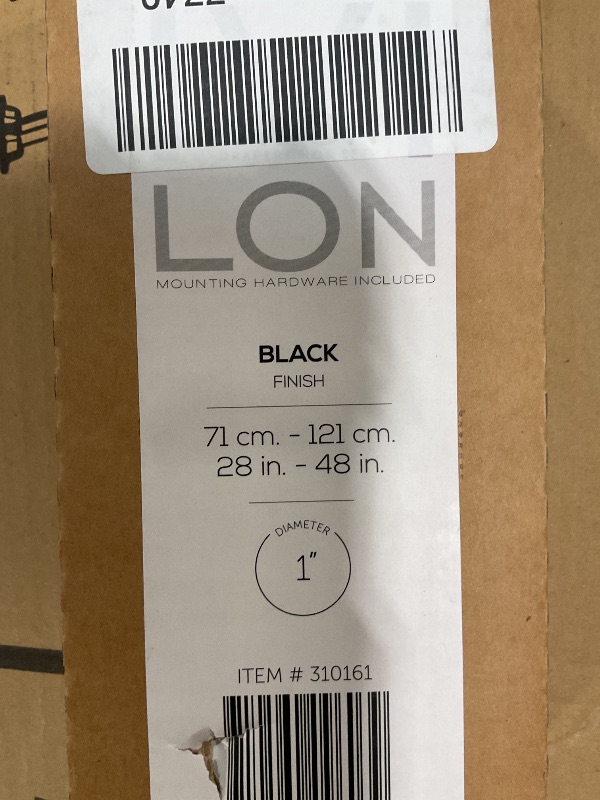 LON
MOUNTING HARDWARE INCLUDED
BLACK
FINISH
71 cm. - 121 cm.
28 in. - 48 in.
DIAMETER
1"
ITEM # 310161